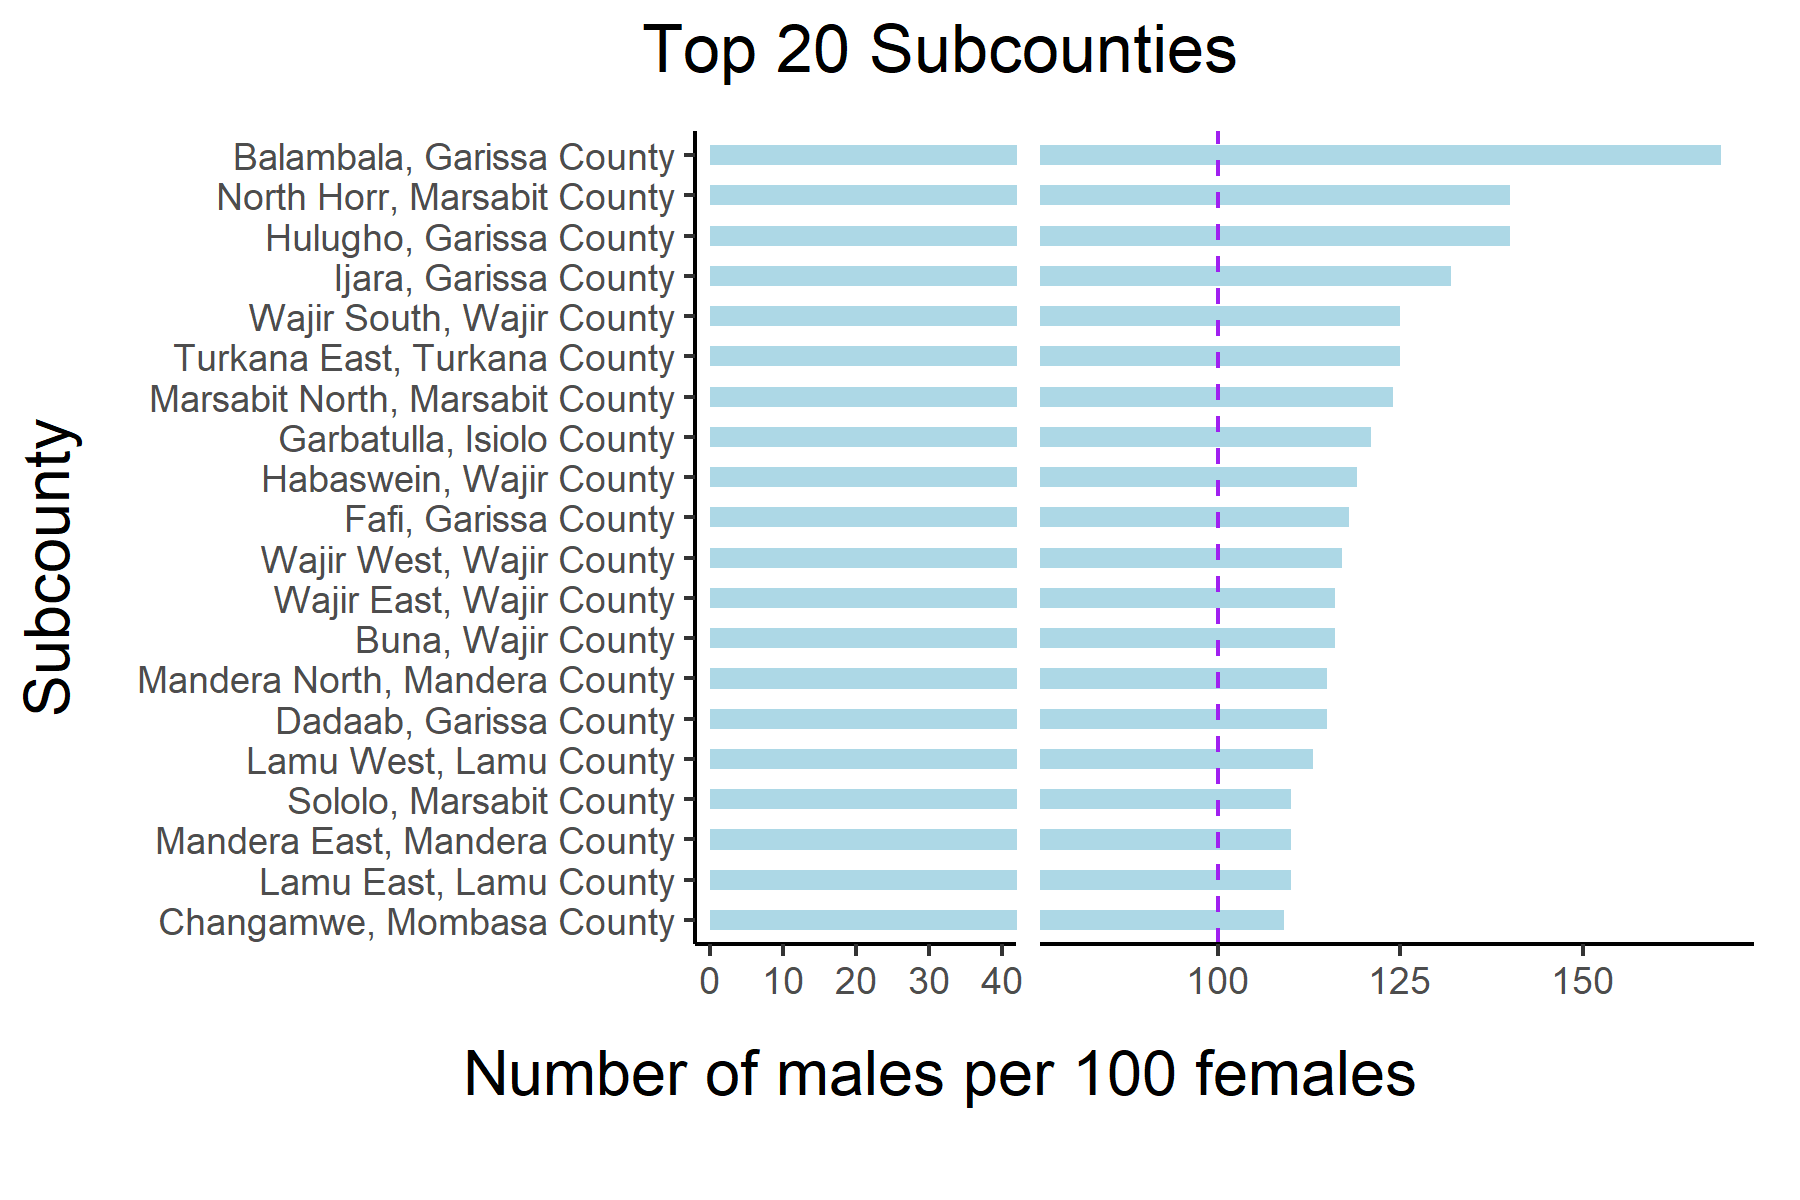 Top 20 Subcounties
Subcounty
Balambala, Garissa County
North Horr, Marsabit County
Hulugho, Garissa County
Ijara, Garissa County
Wajir South, Wajir County
Turkana East, Turkana County
Marsabit North, Marsabit County
Garbatulla, Isiolo County
Habaswein, Wajir County
Fafi, Garissa County
Wajir West, Wajir County
Wajir East, Wajir County
Buna, Wajir County
Mandera North, Mandera County
Dadaab, Garissa County
Lamu West, Lamu County
Sololo, Marsabit County
Mandera East, Mandera County
Lamu East, Lamu County
Changamwe, Mombasa County
0 10 20 30 40 100 125 150
Number of males per 100 females